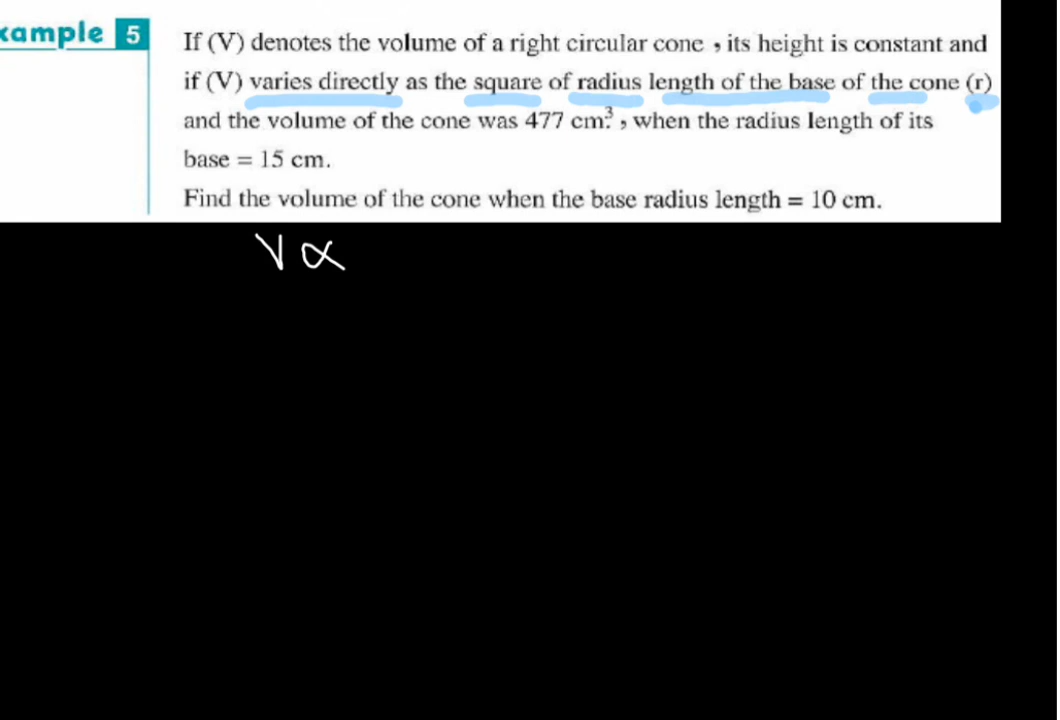 xample 5
If (V) denotes the volume of a right circular cone , its height is constant and
if (V) varies directly as the square of radius length of the base of the cone (r)
and the volume of the cone was 477 cm³. , when the radius length of its
base = 15 cm.
Find the volume of the cone when the base radius length = 10 cm.
V ∝